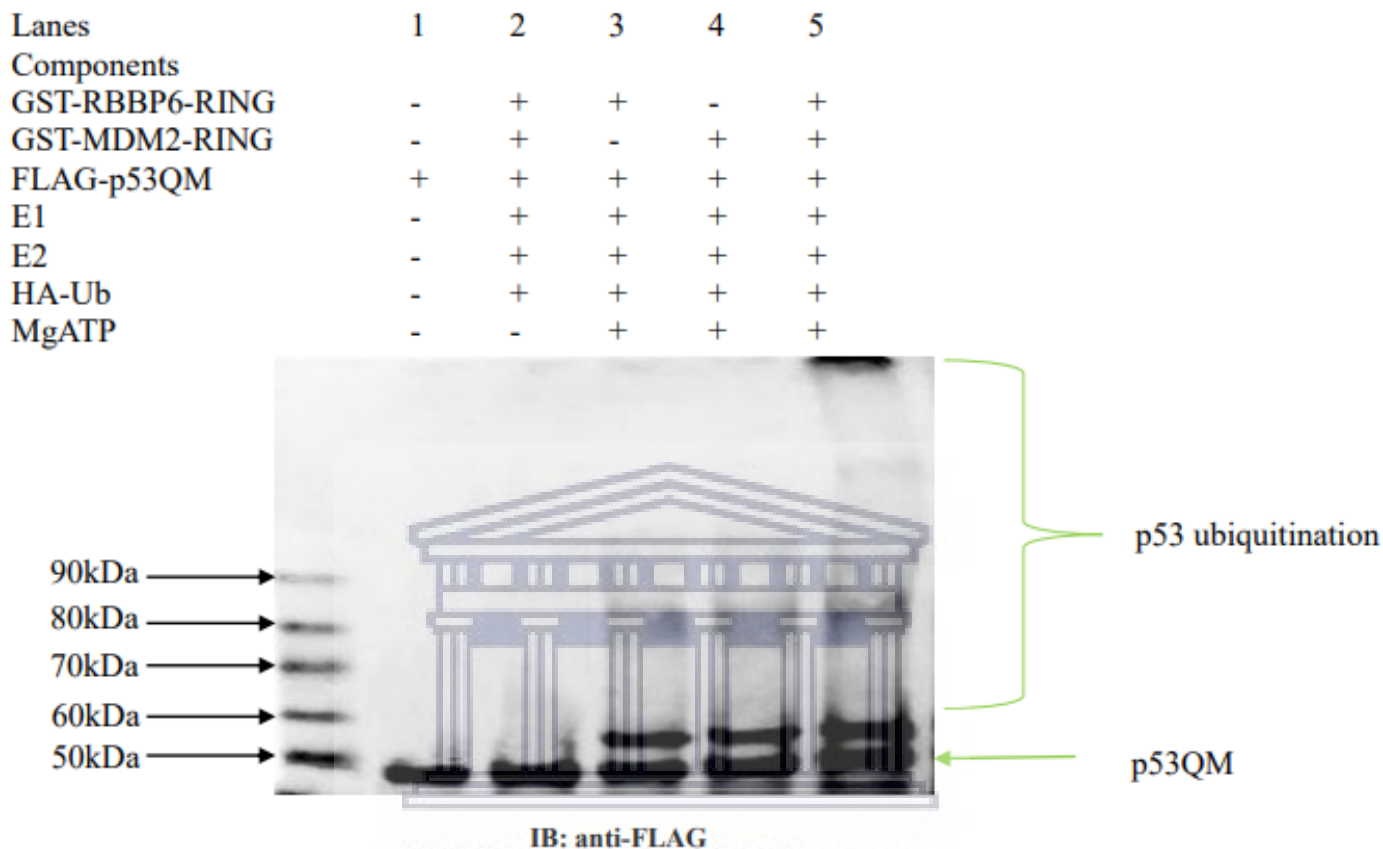 Lanes 1 2 3 4 5
Components
GST-RBBP6-RING - + + - +
GST-MDM2-RING - + - + +
FLAG-p53QM + + + + +
E1 - + + + +
E2 - + + + +
HA-Ub - + + + +
MgATP - - + + +
p53 ubiquitination
90kDa
80kDa
70kDa
60kDa
50kDa
p53QM
IB: anti-FLAG